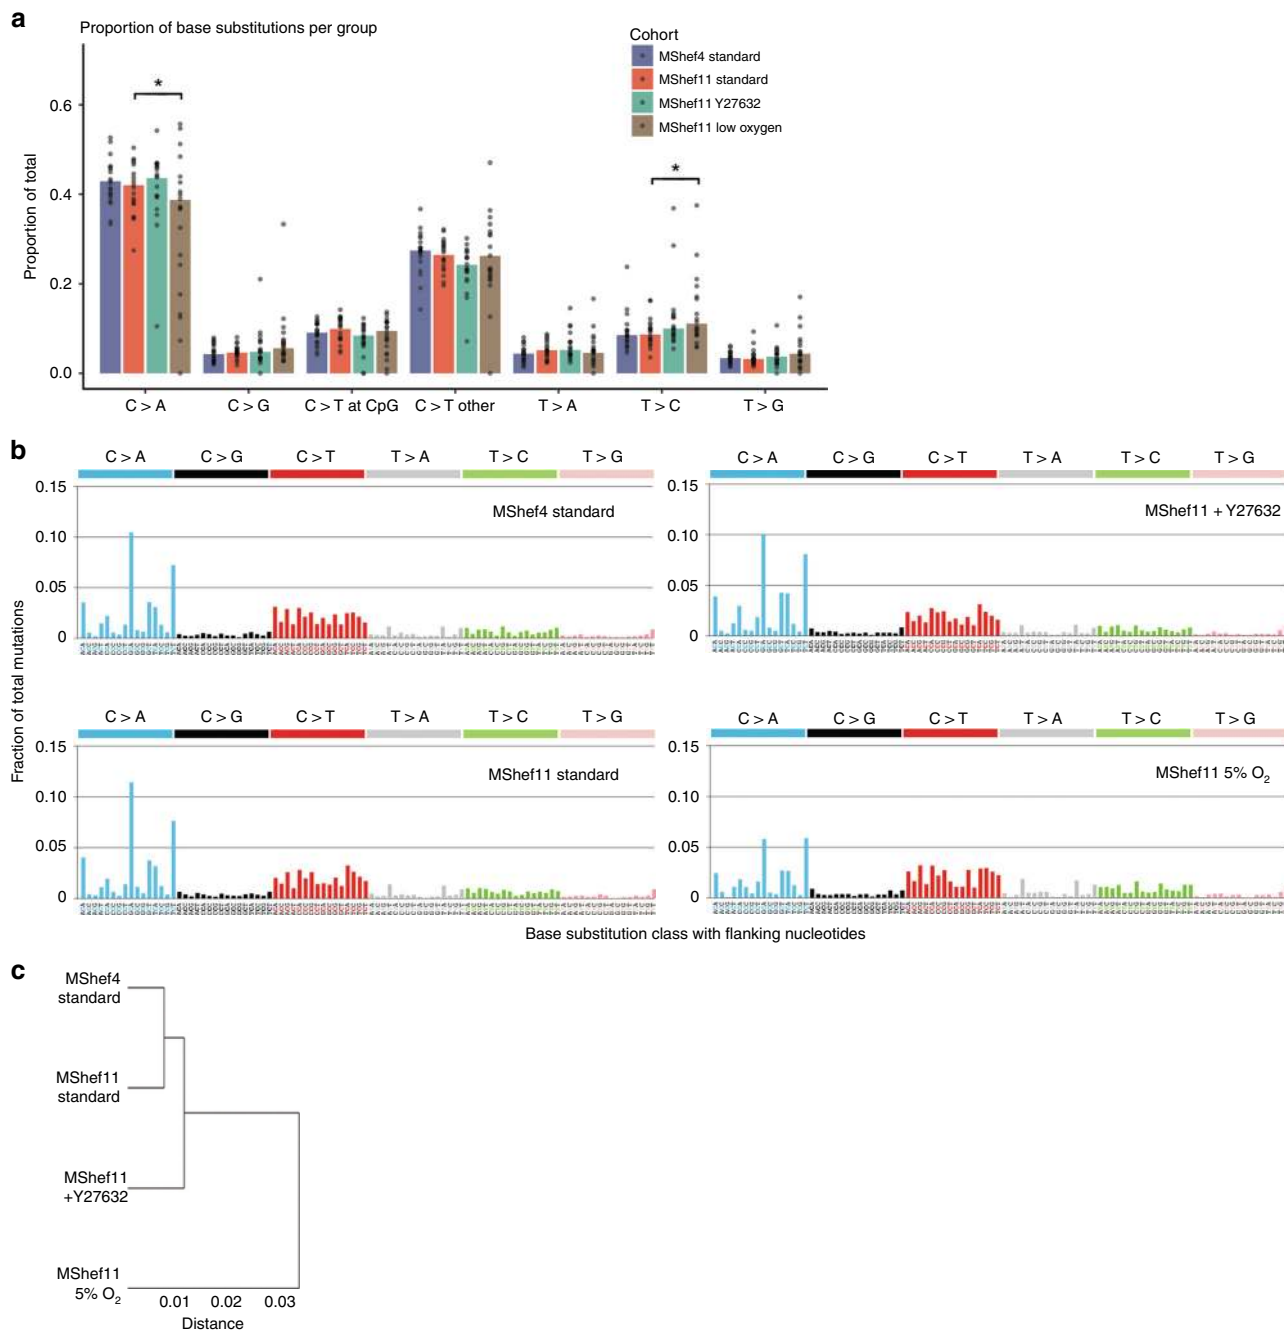 a
Proportion of base substitutions per group
Cohort
MShef4 standard
MShef11 standard
MShef11 Y27632
MShef11 low oxygen
*
*
Proportion of total
0.6
0.4
0.2
0.0
C > A
C > G
C > T at CpG
C > T other
T > A
T > C
T > G
b
C > A C > G C > T T > A T > C T > G
0.15
0.10
0.05
0
MShef4 standard
C > A C > G C > T T > A T > C T > G
0.15
0.10
0.05
0
MShef11 + Y27632
Fraction of total mutations
C > A C > G C > T T > A T > C T > G
0.15
0.10
0.05
0
MShef11 standard
C > A C > G C > T T > A T > C T > G
0.15
0.10
0.05
0
MShef11 5% O2
Base substitution class with flanking nucleotides
c
MShef4
standard
MShef11
standard
MShef11
+Y27632
MShef11
5% O2
0.01 0.02 0.03
Distance